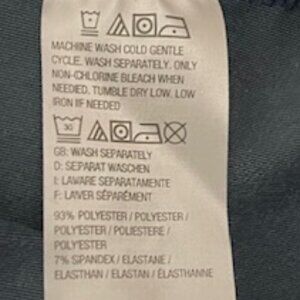 MACHINE WASH COLD GENTLE
CYCLE. WASH SEPARATELY. ONLY
NON-CHLORINE BLEACH WHEN
NEEDED. TUMBLE DRY LOW. LOW
IRON IF NEEDED
30
GB: WASH SEPARATELY
D: SEPARAT WASCHEN
I: LAVARE SEPARATAMENTE
F: LAVER SÉPARÉMENT
93% POLYESTER / POLYESTER /
POLYESTER / POLIESTERE /
POLYESTER
7% SPANDEX / ELASTANE /
ELASTHAN / ELASTAN / ÉLASTHANNE